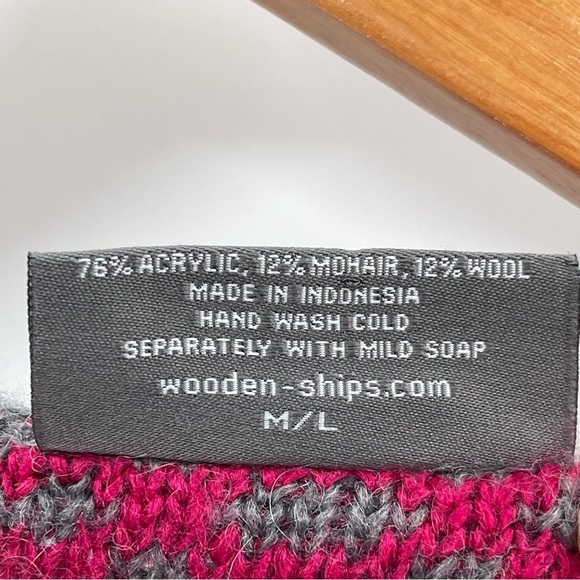 76% ACRYLIC, 12% MOHAIR, 12% WOOL
MADE IN INDONESIA
HAND WASH COLD
SEPARATELY WITH MILD SOAP
wooden-ships.com
M/L